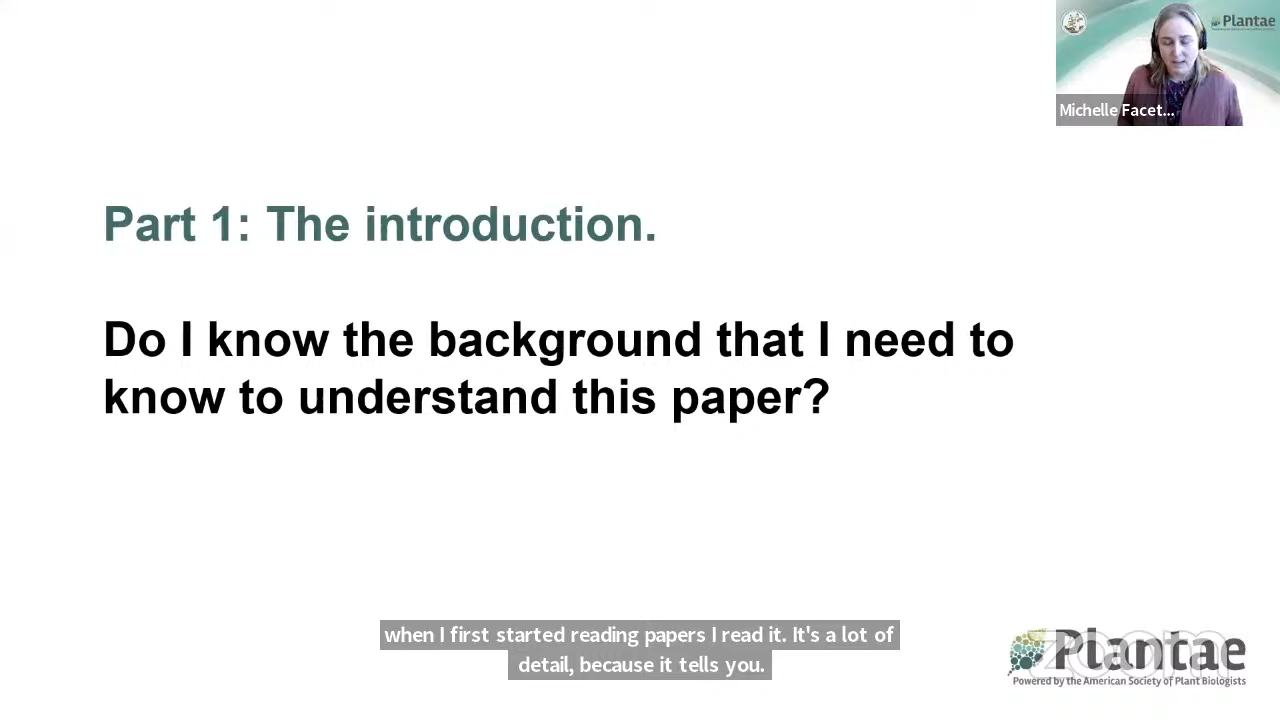 Plantae
Michelle Facet...
Part 1: The introduction.
Do I know the background that I need to
know to understand this paper?
when I first started reading papers I read it. It's a lot of
detail, because it tells you.
zoom
Plantae
Powered by the American Society of Plant Biologists